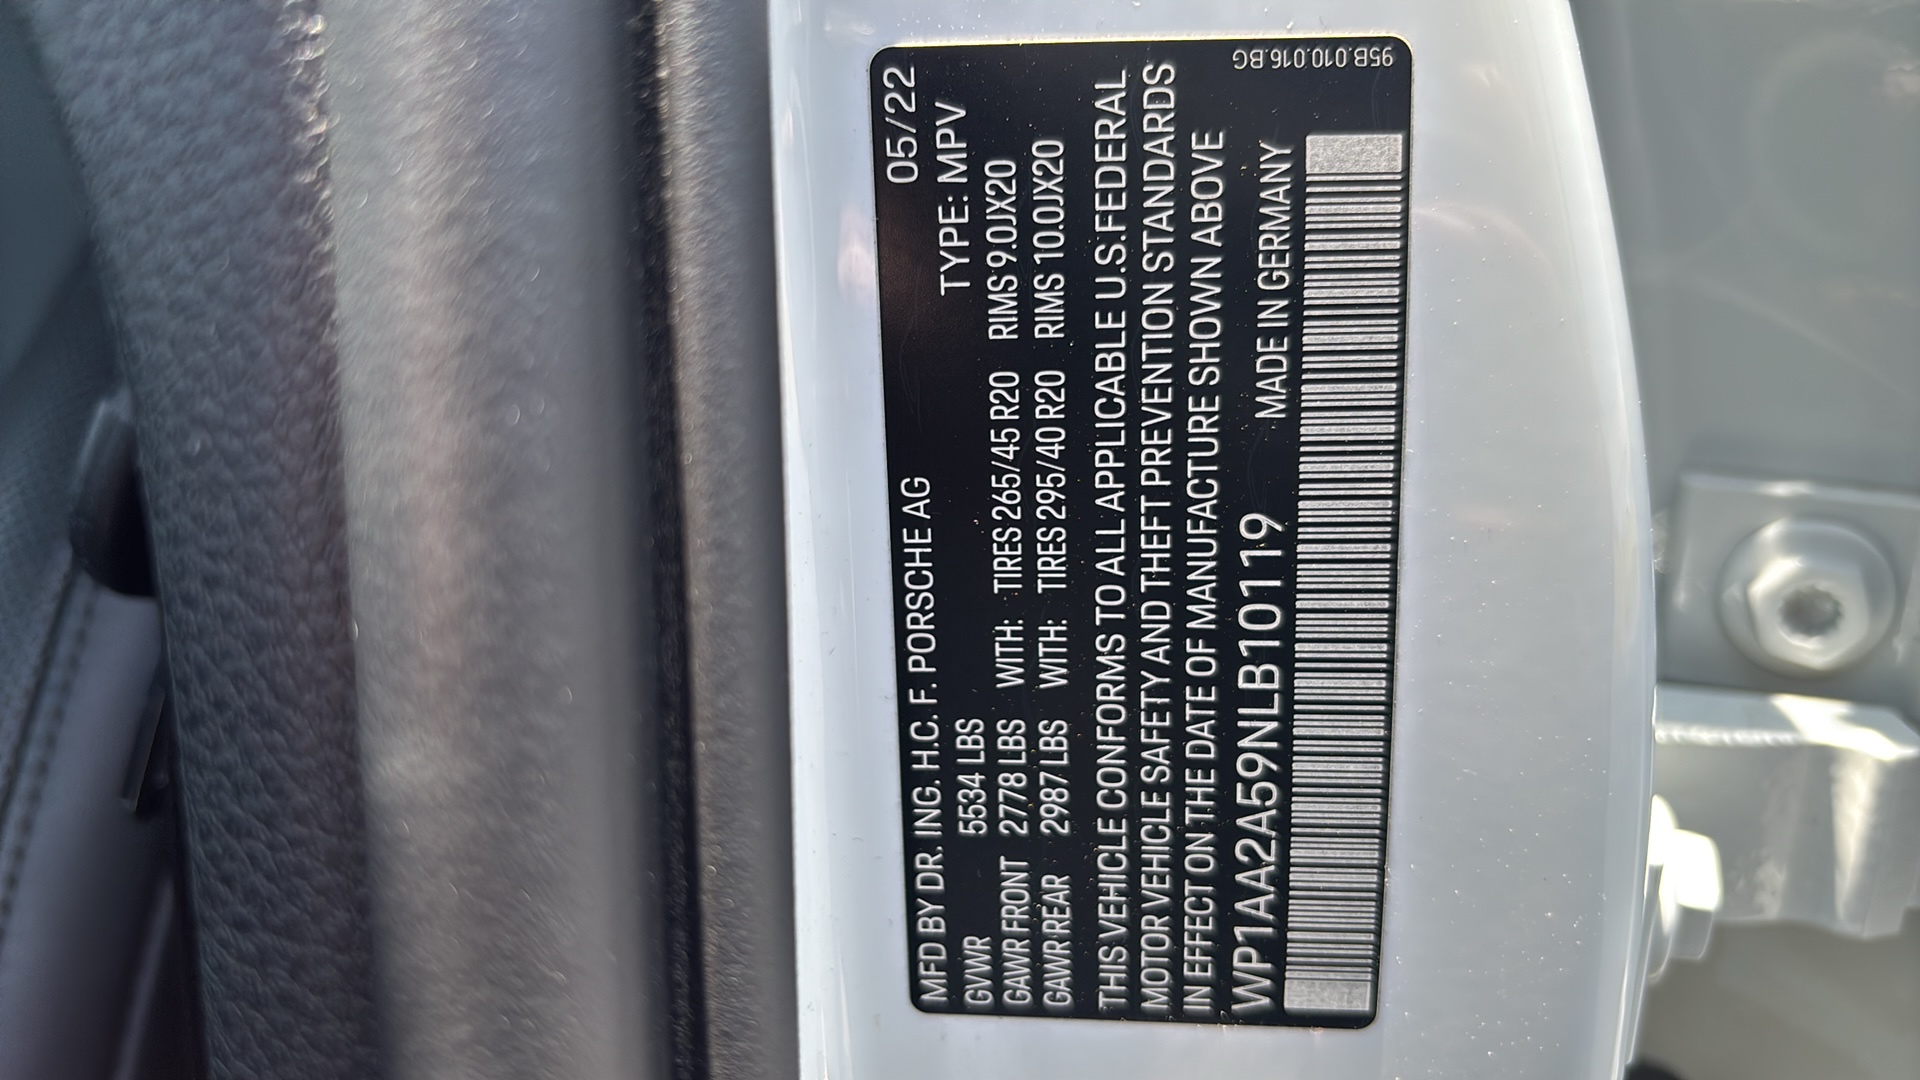 MFD BY DR. ING. H.C. F. PORSCHE AG 05/22
GVWR 5534 LBS TYPE: MPV
GAWR FRONT 2778 LBS WITH: TIRES 265/45 R20 RIMS 9.0JX20
GAWR REAR 2987 LBS WITH: TIRES 295/40 R20 RIMS 10.0JX20
THIS VEHICLE CONFORMS TO ALL APPLICABLE U.S.FEDERAL
MOTOR VEHICLE SAFETY AND THEFT PREVENTION STANDARDS
IN EFFECT ON THE DATE OF MANUFACTURE SHOWN ABOVE
WP1AA2A59NLB10119 MADE IN GERMANY
95B.010.016.BG